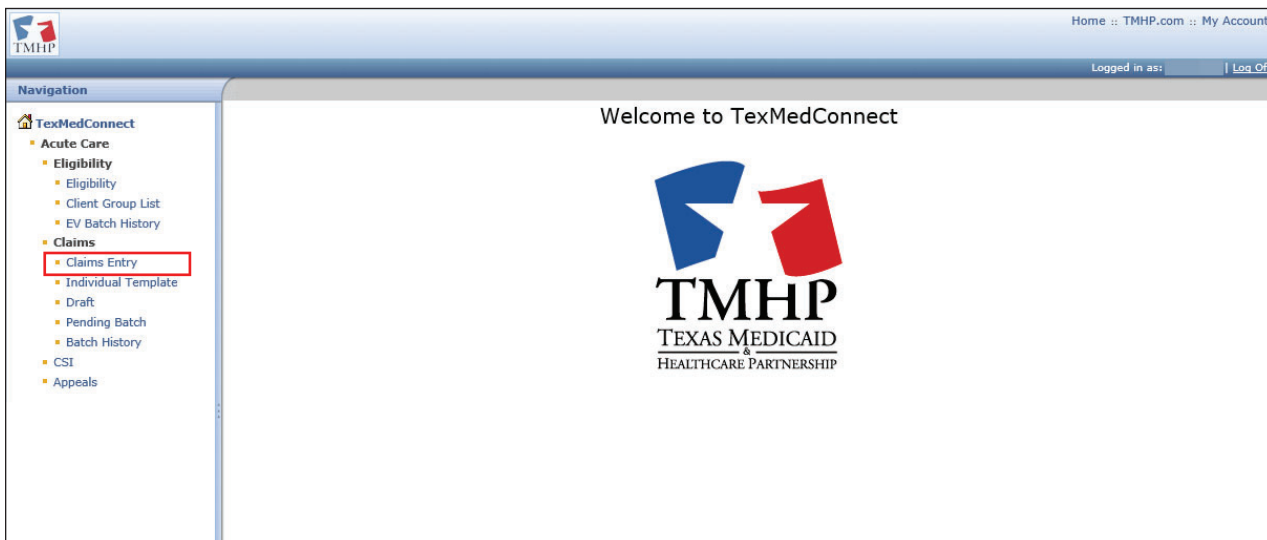 TMHP
Home :: TMHP.com :: My Account
Logged in as: | Log Of
Navigation
TexMedConnect
Acute Care
Eligibility
Eligibility
Client Group List
EV Batch History
Claims
Claims Entry
Individual Template
Draft
Pending Batch
Batch History
CSI
Appeals
Welcome to TexMedConnect
TMHP
TEXAS MEDICAID
&
HEALTHCARE PARTNERSHIP